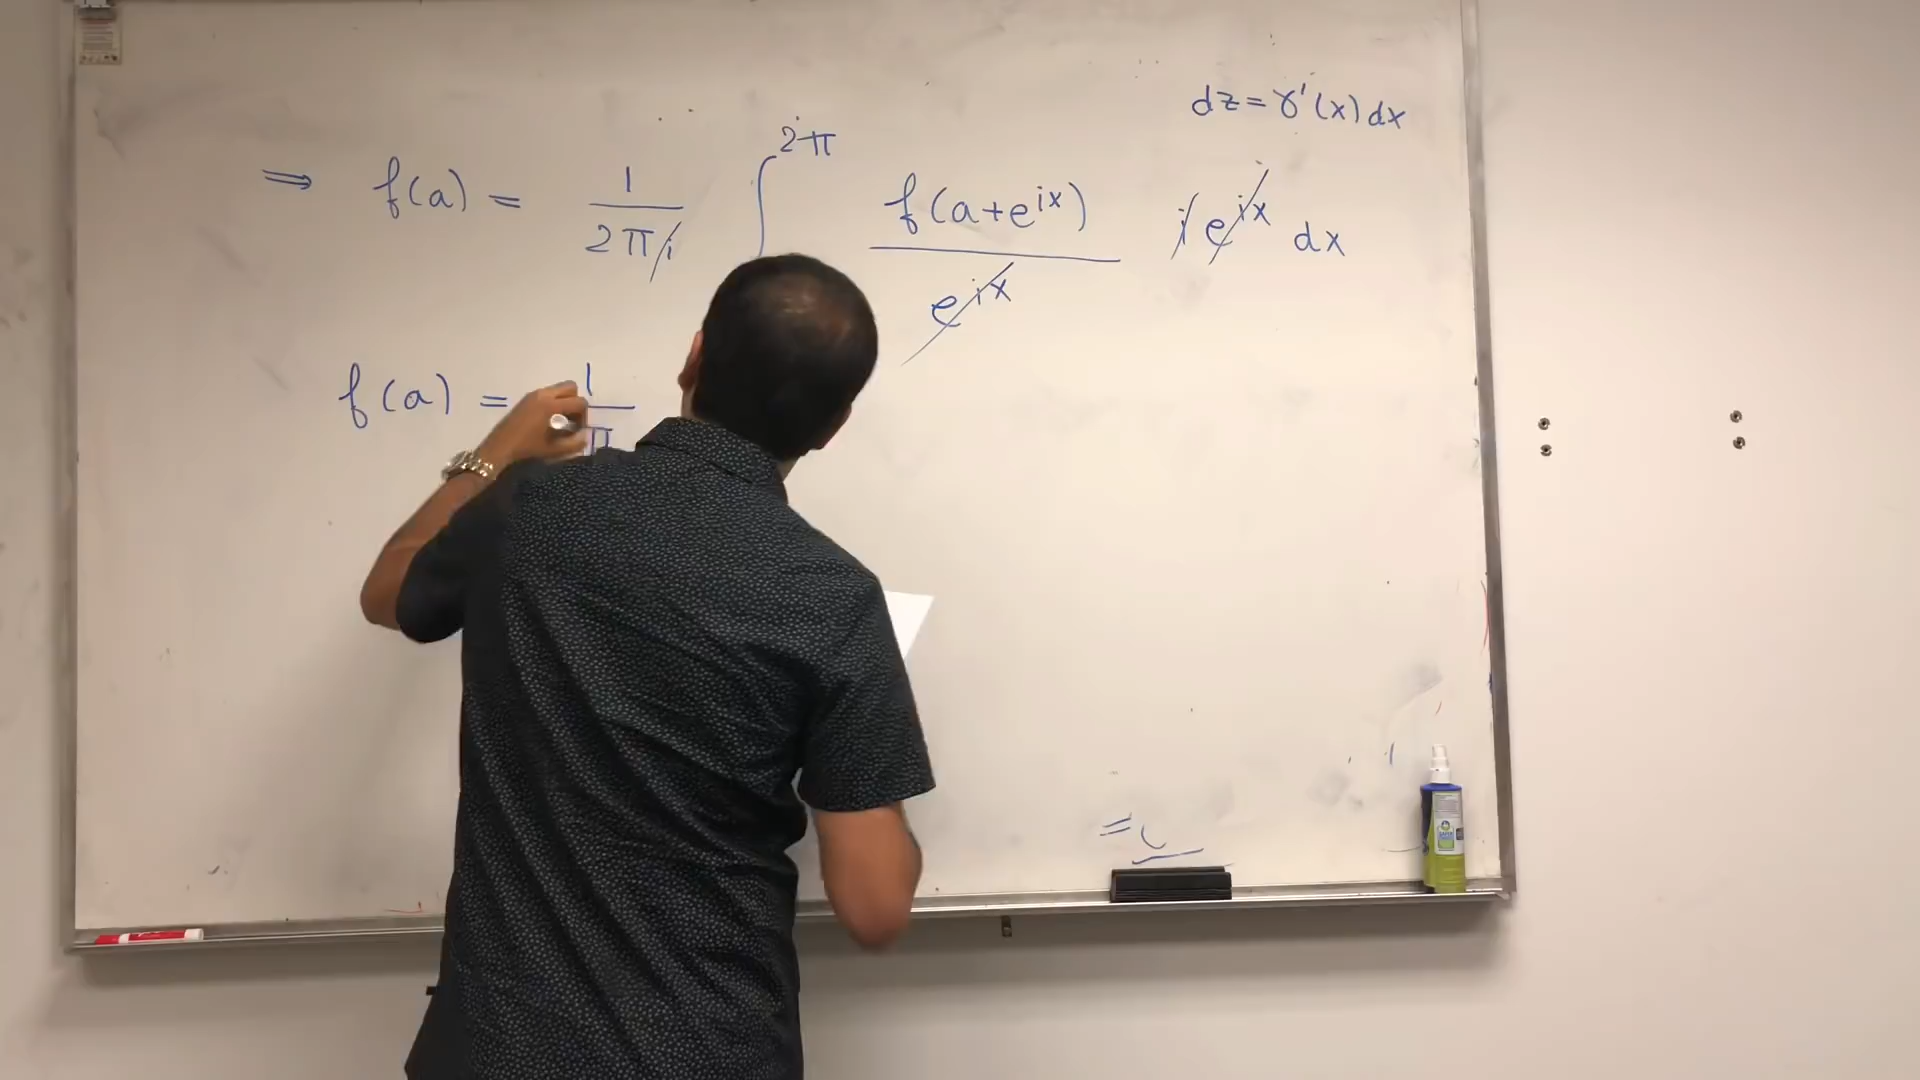 dz = γ'(x) dx
⇒ f(a) = 1/2πi ∫^2π f(a+e^ix)/e^ix i e^ix dx
f(a) = 1/π
=